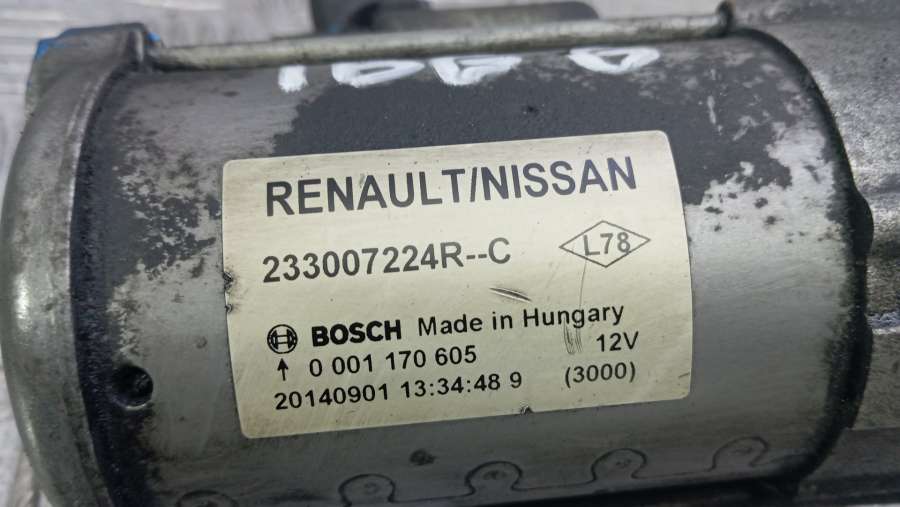 RENAULT/NISSAN
233007224R--C
L78
BOSCH Made in Hungary
0 001 170 605
12V
20140901 13:34:48 9
(3000)